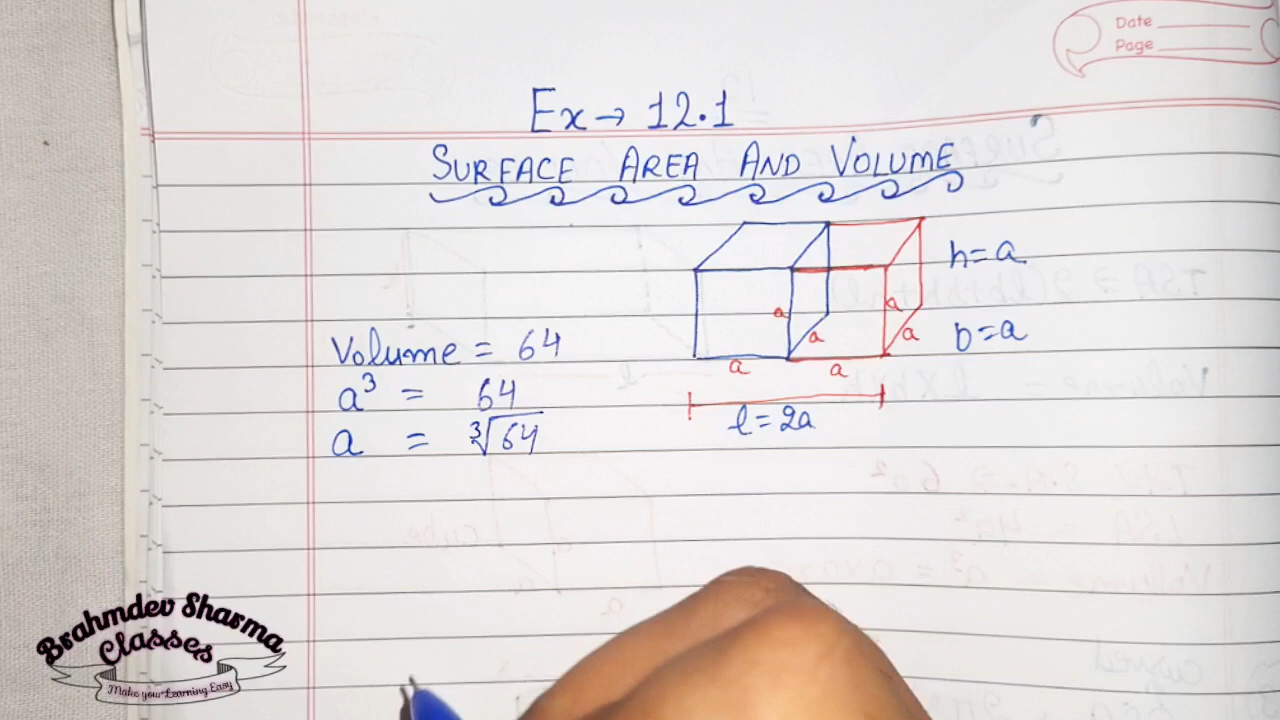 Date
Page
Ex → 12.1
SURFACE AREA AND VOLUME
h = a
b = a
a
a
a
a
a
a
l = 2a
Volume = 64
a³ = 64
a = ∛64
Brahmdev Sharma
Classes
Make your Learning Easy